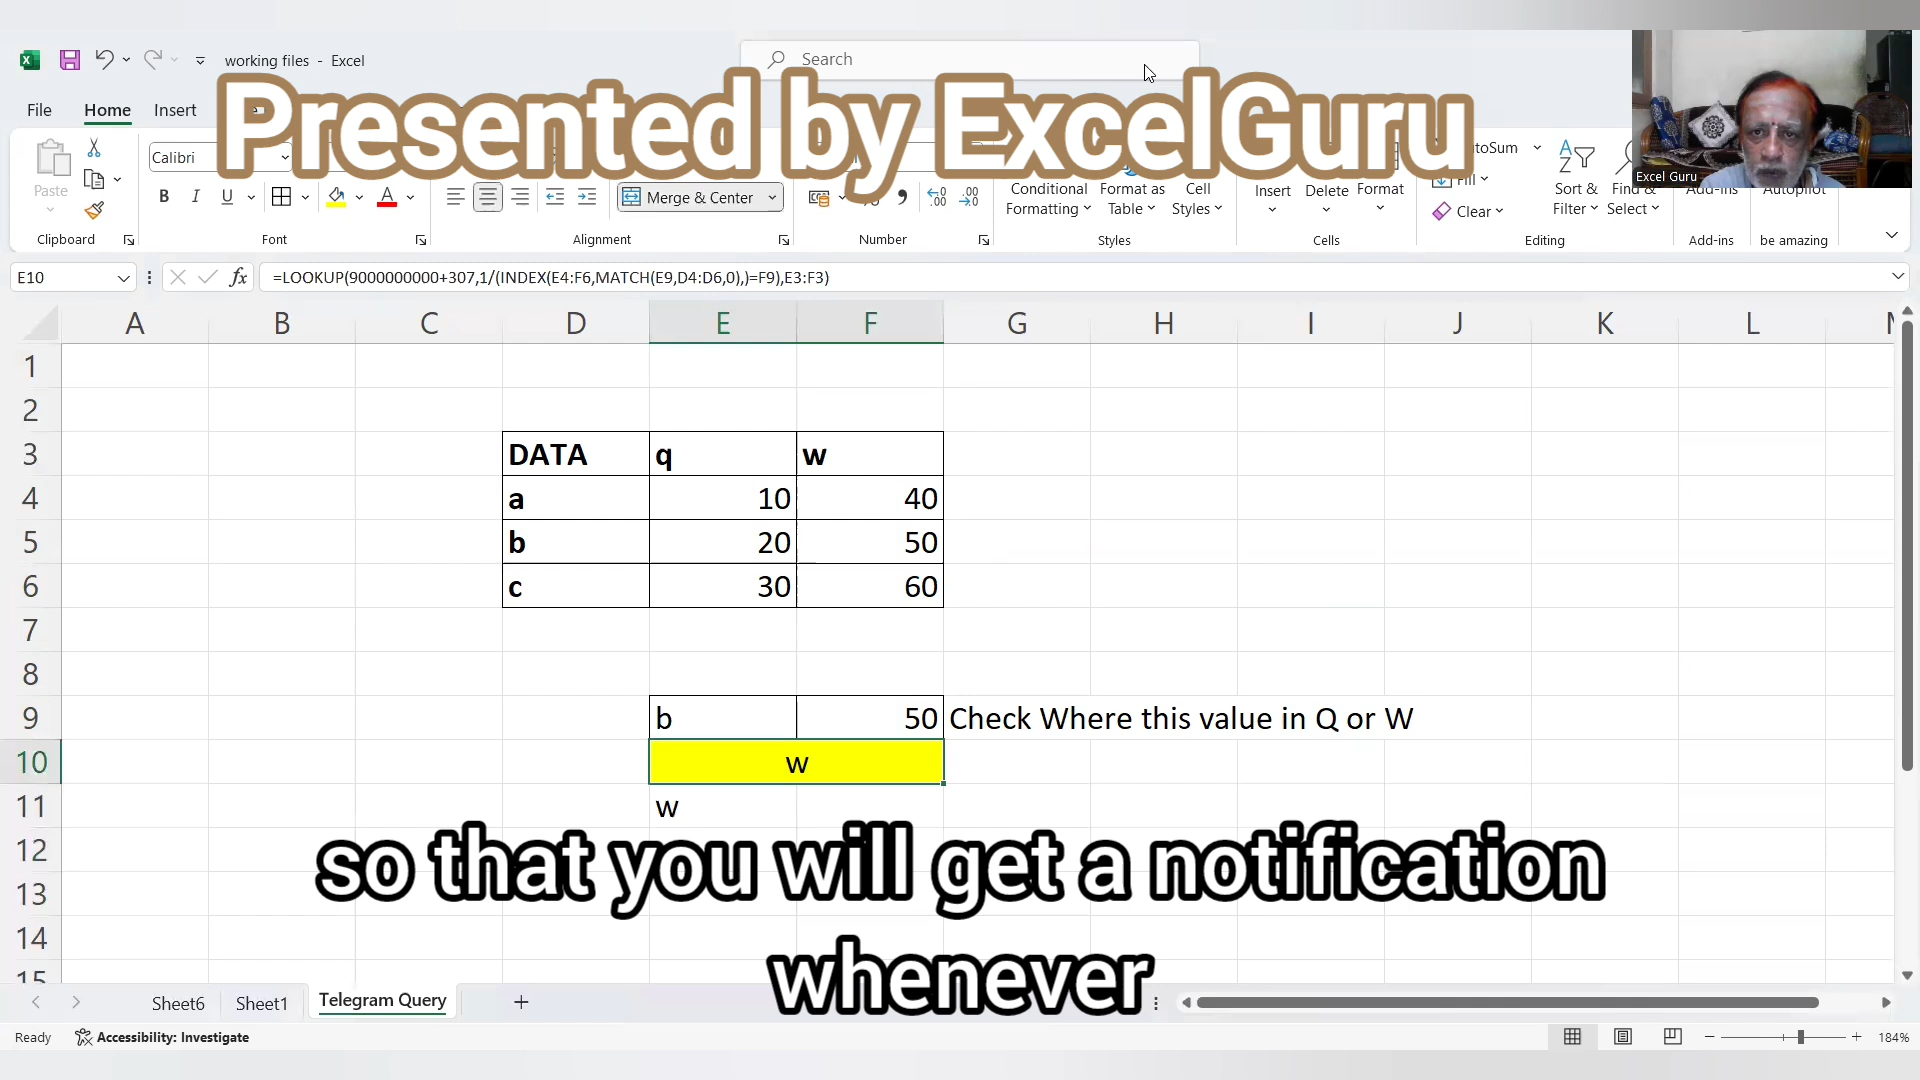 working files - Excel
Search
Presented by ExcelGuru
File Home Insert
Paste
Calibri
B I U
A
Merge & Center
Conditional Formatting
Format as Table
Cell Styles
Insert
Delete
Format
utoSum
Fill
Clear
Sort & Filter
Find & Select
Add-ins
Autopilot
Excel Guru
Clipboard Font Alignment Number Styles Cells Editing Add-ins be amazing
E10 fx =LOOKUP(9000000000+307,1/(INDEX(E4:F6,MATCH(E9,D4:D6,0),)=F9),E3:F3)
A B C D E F G H I J K L
1
2
3 DATA q w
4 a 10 40
5 b 20 50
6 c 30 60
7
8
9 b 50 Check Where this value in Q or W
10 w
11 w
12
13
14
15
so that you will get a notification
whenever
Sheet6 Sheet1 Telegram Query
Ready Accessibility: Investigate 184%